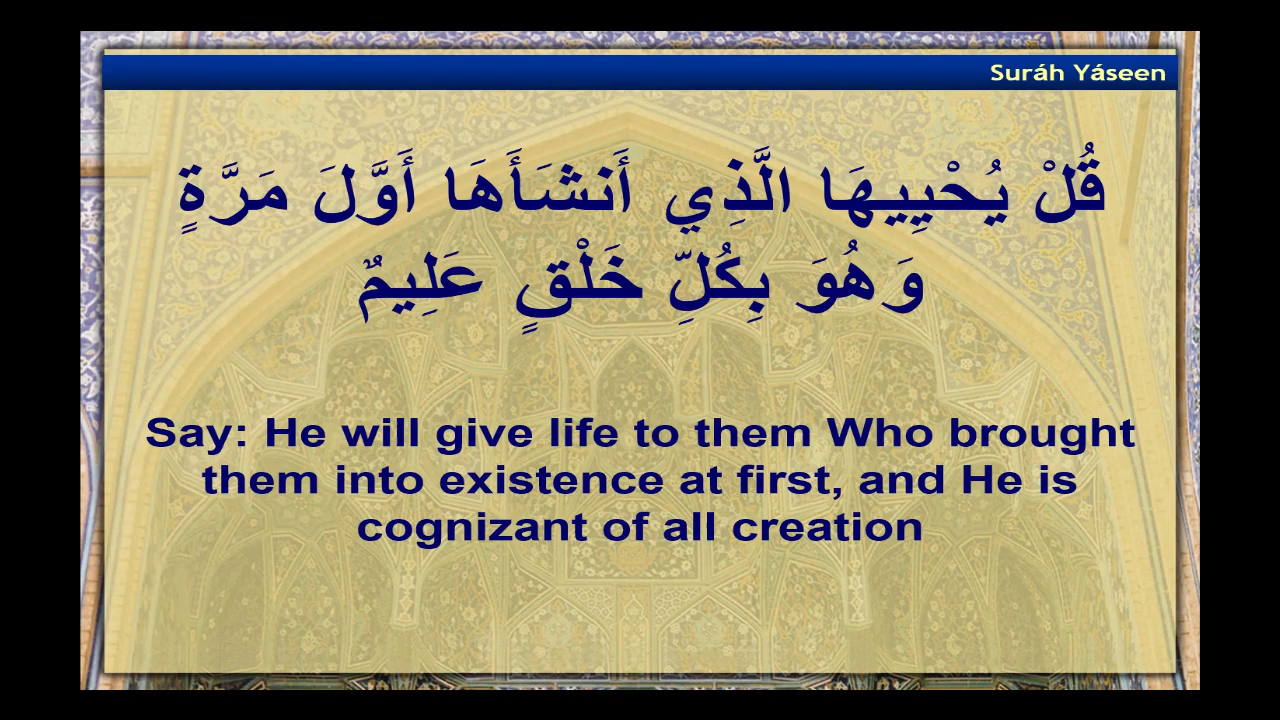 Suráh Yáseen
قُلْ يُحْيِيهَا الَّذِي أَنشَأَهَا أَوَّلَ مَرَّةٍ
وَهُوَ بِكُلِّ خَلْقٍ عَلِيمٌ
Say: He will give life to them Who brought
them into existence at first, and He is
cognizant of all creation